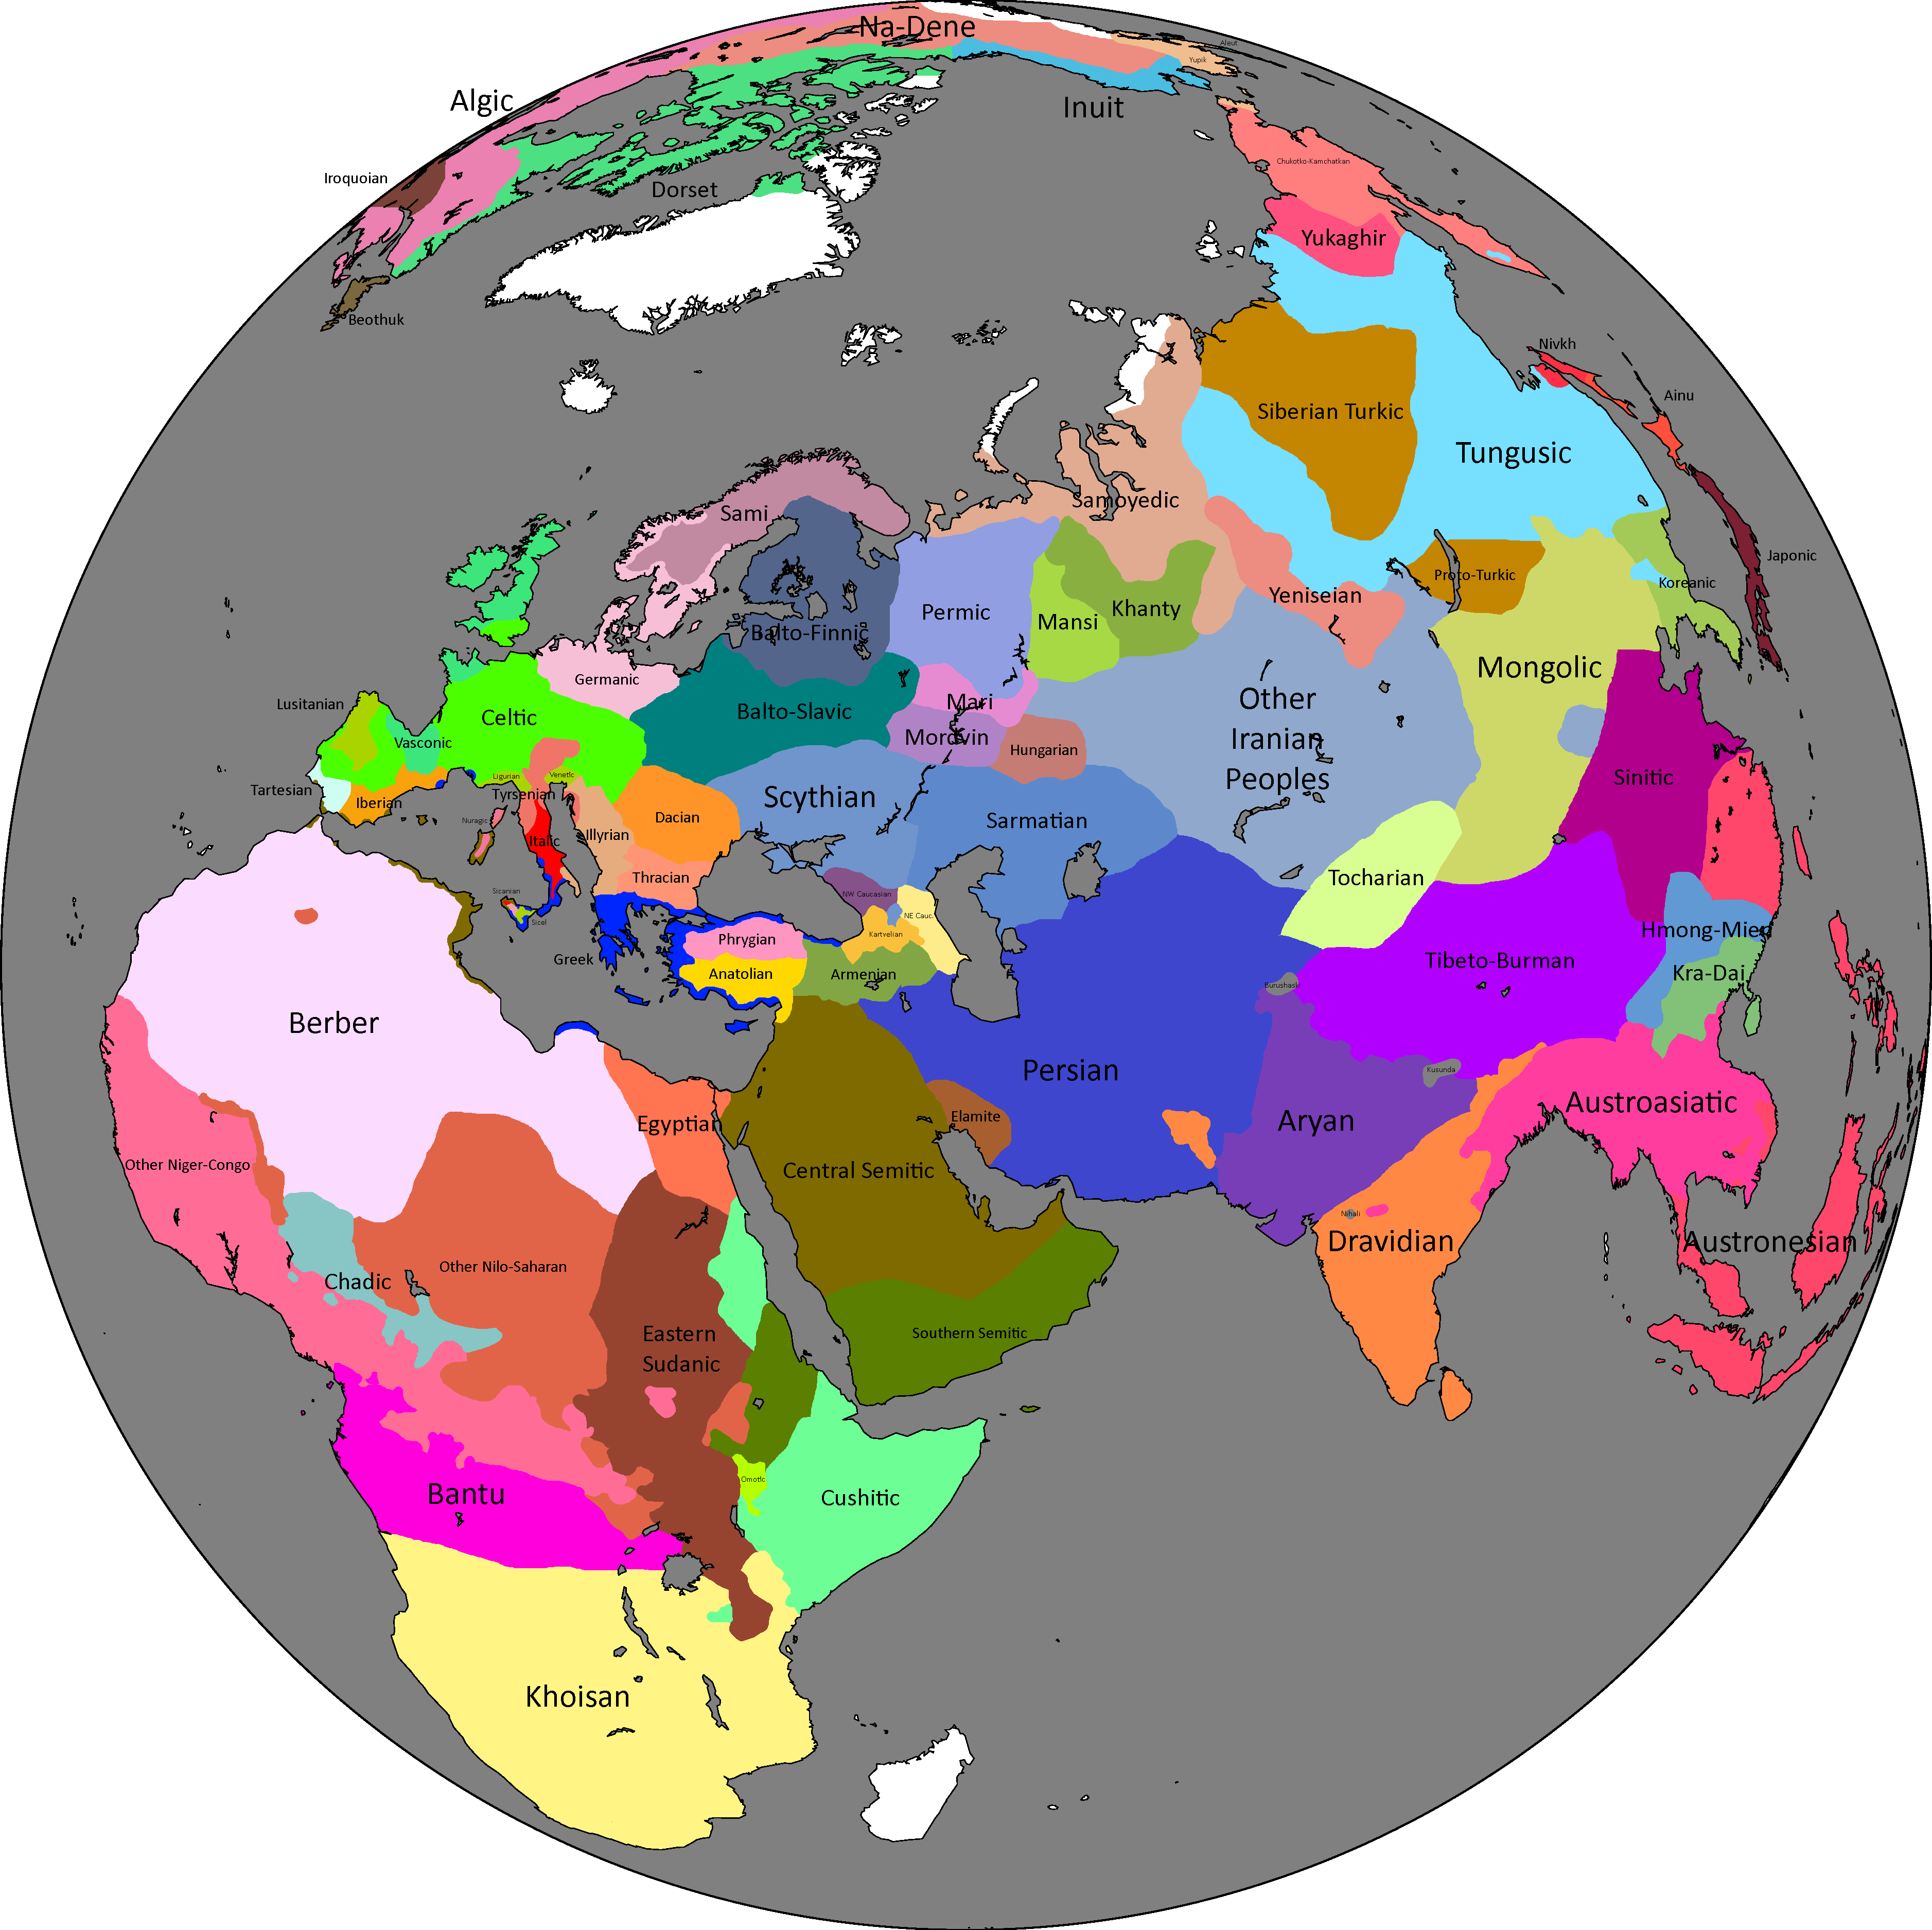 Na-Dene
Aleut
Yupik
Algic
Inuit
Chukotko-Kamchatkan
Iroquoian
Dorset
Yukaghir
Beothuk
Nivkh
Ainu
Siberian Turkic
Tungusic
Samoyedic
Sami
Japonic
Proto-Turkic
Koreanic
Yeniseian
Khanty
Permic
Mansi
Balto-Finnic
Mongolic
Germanic
Other
Iranian
Peoples
Mari
Lusitanian
Celtic
Balto-Slavic
Mordvin
Vasconic
Hungarian
Ligurian
Venetic
Sinitic
Tartesian
Iberian
Tyrsenian
Scythian
Nuragic
Dacian
Sarmatian
Italic
Illyrian
Thracian
Tocharian
Sicanian
NW Caucasian
Sicel
NE Cauc.
Hmong-Mien
Kartvelian
Phrygian
Greek
Tibeto-Burman
Anatolian
Armenian
Kra-Dai
Burushaski
Berber
Persian
Kusunda
Austroasiatic
Elamite
Egyptian
Aryan
Other Niger-Congo
Central Semitic
Nihali
Dravidian
Austronesian
Other Nilo-Saharan
Chadic
Eastern
Sudanic
Southern Semitic
Omotic
Bantu
Cushitic
Khoisan